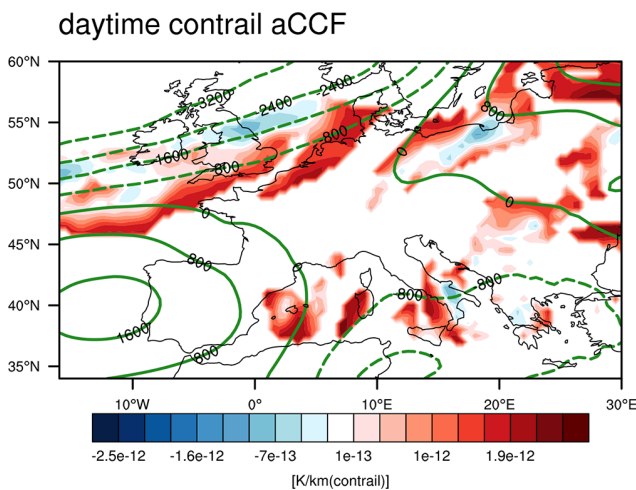 daytime contrail aCCF
60°N
3200
2400
2400
800
55°N
1600
800
800
0
50°N
0
0
45°N
800
0
800
800
40°N
1600
800
35°N
10°W 0° 10°E 20°E 30°E
-2.5e-12 -1.6e-12 -7e-13 1e-13 1e-12 1.9e-12
[K/km(contrail)]